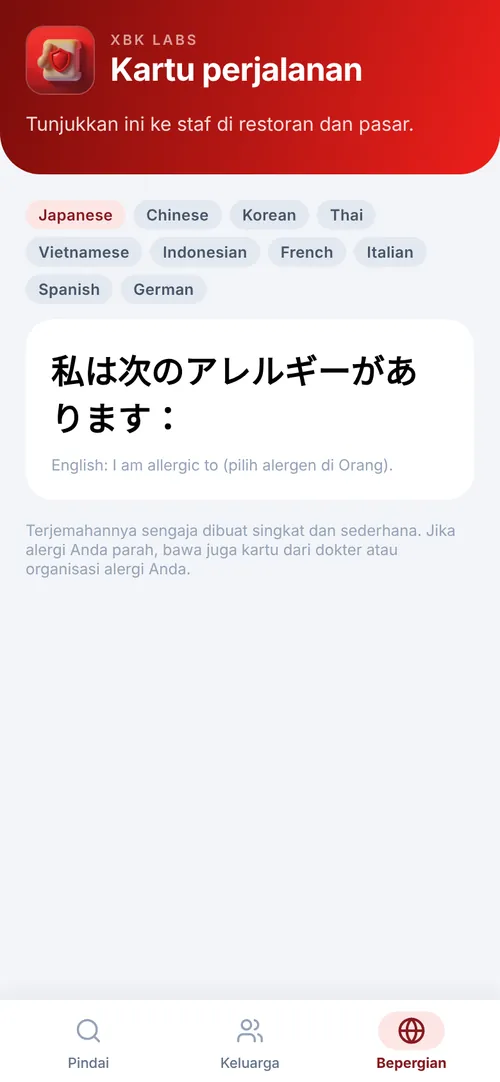 XBK LABS
Kartu perjalanan
Tunjukkan ini ke staf di restoran dan pasar.
Japanese Chinese Korean Thai
Vietnamese Indonesian French Italian
Spanish German
私は次のアレルギーがあ
ります：
English: I am allergic to (pilih alergen di Orang).
Terjemahannya sengaja dibuat singkat dan sederhana. Jika
alergi Anda parah, bawa juga kartu dari dokter atau
organisasi alergi Anda.
Pindai Keluarga Bepergian